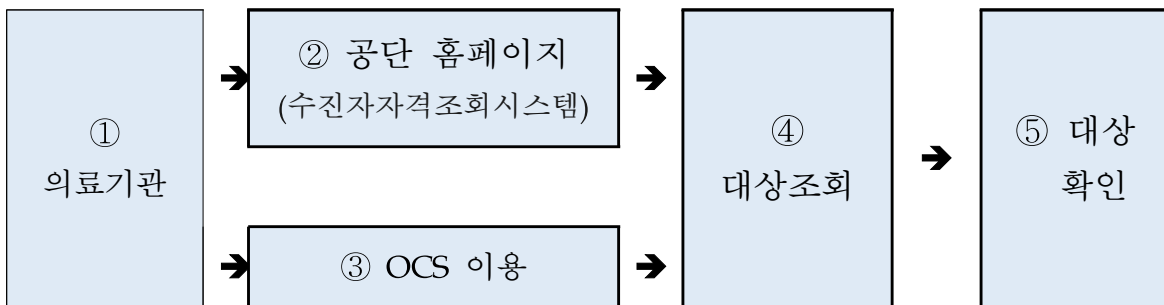 ①
의료기관
➔
② 공단 홈페이지
(수진자자격조회시스템)
➔
➔
③ OCS 이용
➔
④
대상조회
➔
⑤ 대상
확인